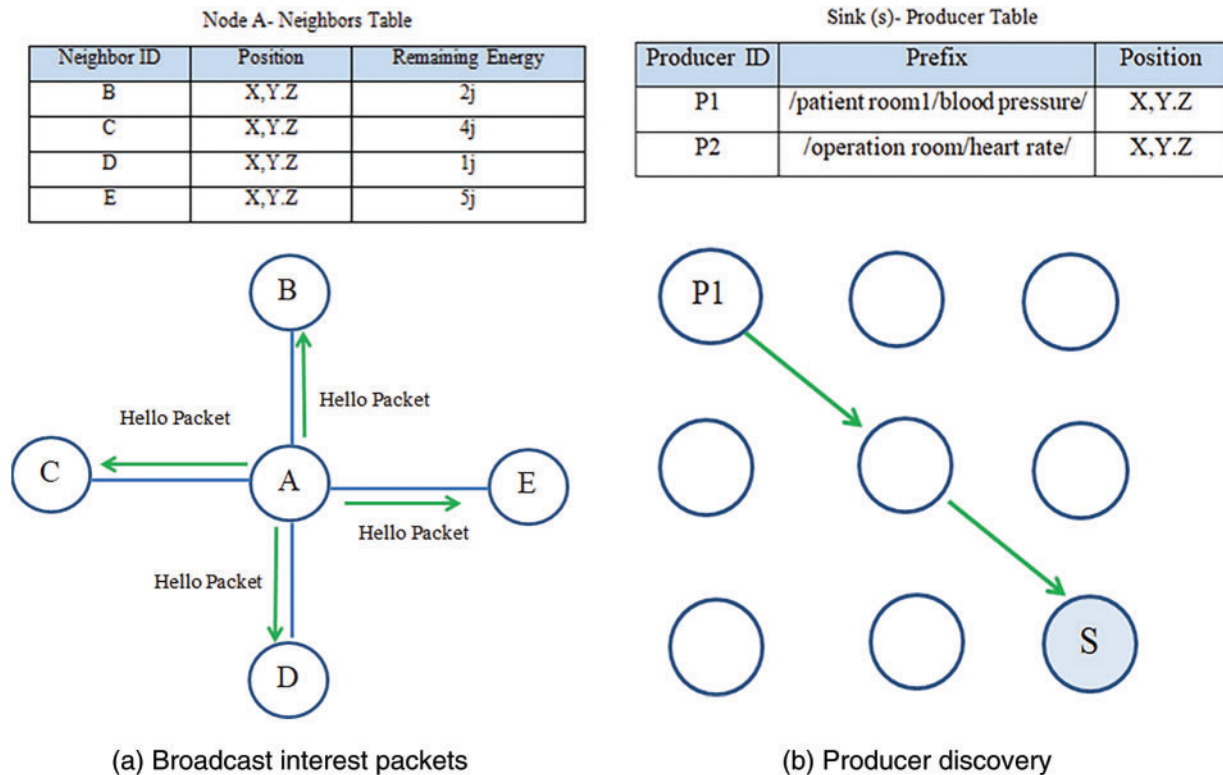 Node A- Neighbors Table
Neighbor ID Position Remaining Energy
B X,Y.Z 2j
C X,Y.Z 4j
D X,Y.Z 1j
E X,Y.Z 5j
Sink (s)- Producer Table
Producer ID Prefix Position
P1 /patient room1/blood pressure/ X,Y.Z
P2 /operation room/heart rate/ X,Y.Z
B
Hello Packet
Hello Packet
C
A
E
Hello Packet
Hello Packet
D
(a) Broadcast interest packets
P1
S
(b) Producer discovery